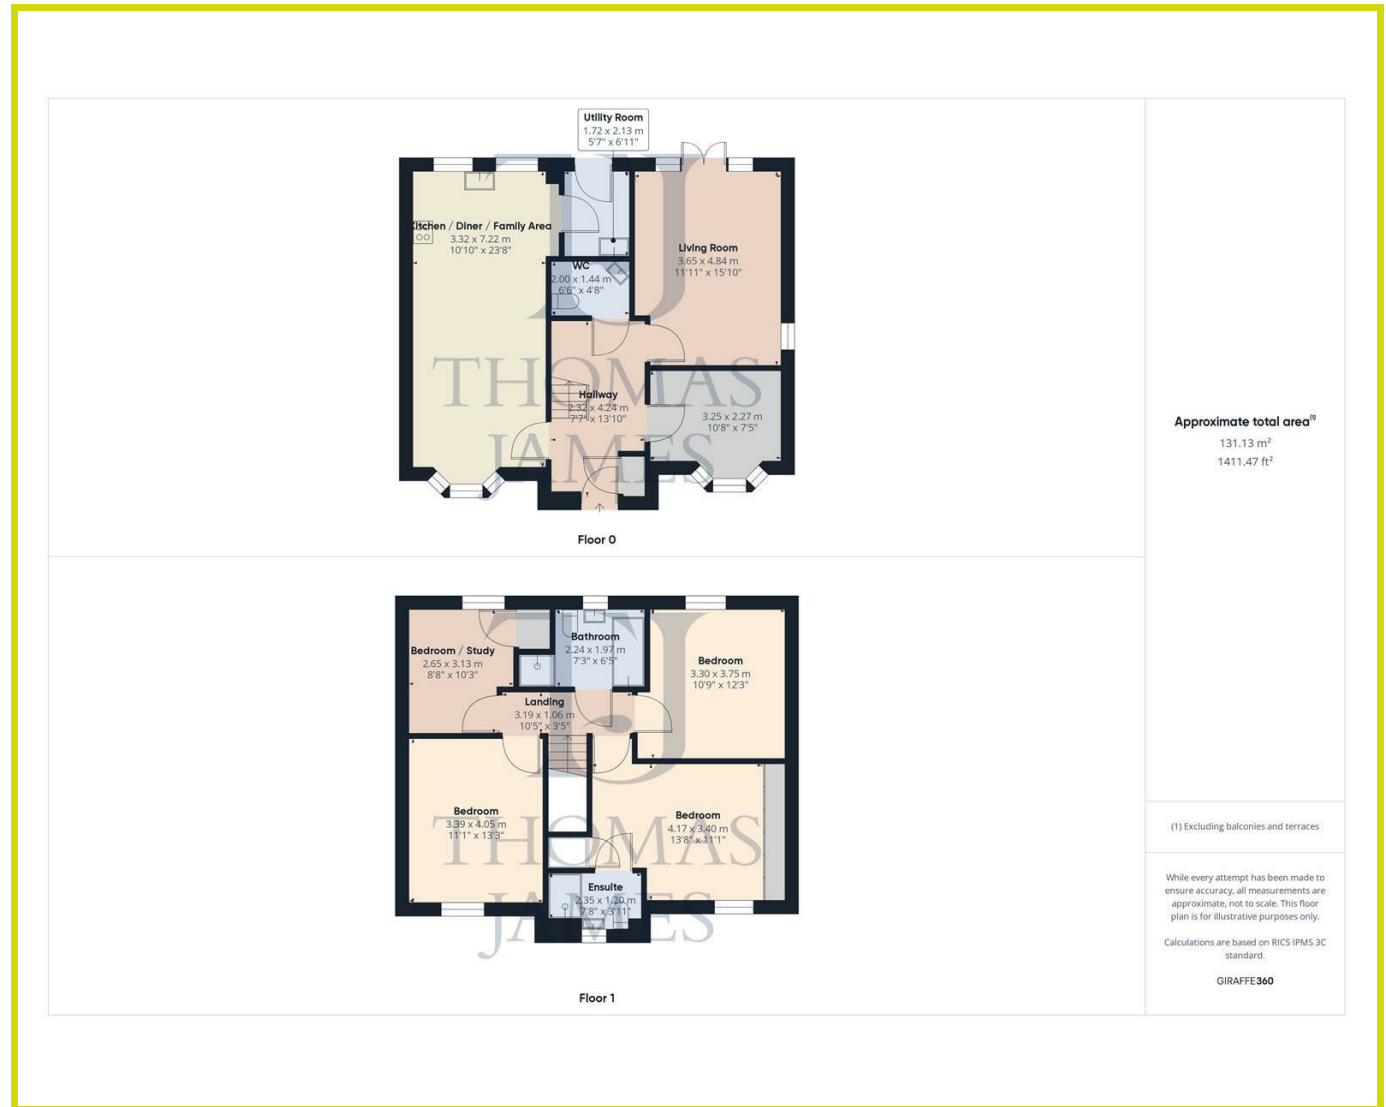 Utility Room
1.72 x 2.13 m
5'7" x 6'11"
Kitchen / Diner / Family Area
3.32 x 7.22 m
10'10" x 23'8"
Living Room
3.65 x 4.84 m
11'11" x 15'10"
WC
2.00 x 1.44 m
6'6" x 4'8"
Hallway
2.32 x 4.24 m
7'7" x 13'10"
3.25 x 2.27 m
10'8" x 7'5"
TJ
THOMAS
JAMES
Floor 0
Approximate total area(1)
131.13 m²
1411.47 ft²
Bedroom / Study
2.65 x 3.13 m
8'8" x 10'3"
Bathroom
2.24 x 1.97 m
7'3" x 6'5"
Bedroom
3.30 x 3.75 m
10'9" x 12'3"
Landing
3.19 x 1.06 m
10'5" x 3'5"
Bedroom
3.39 x 4.05 m
11'1" x 13'3"
Bedroom
4.17 x 3.40 m
13'8" x 11'1"
Ensuite
2.35 x 1.20 m
7'8" x 3'11"
TJ
THOMAS
JAMES
Floor 1
(1) Excluding balconies and terraces
While every attempt has been made to
ensure accuracy, all measurements are
approximate, not to scale. This floor
plan is for illustrative purposes only.
Calculations are based on RICS IPMS 3C
standard.
GIRAFFE360